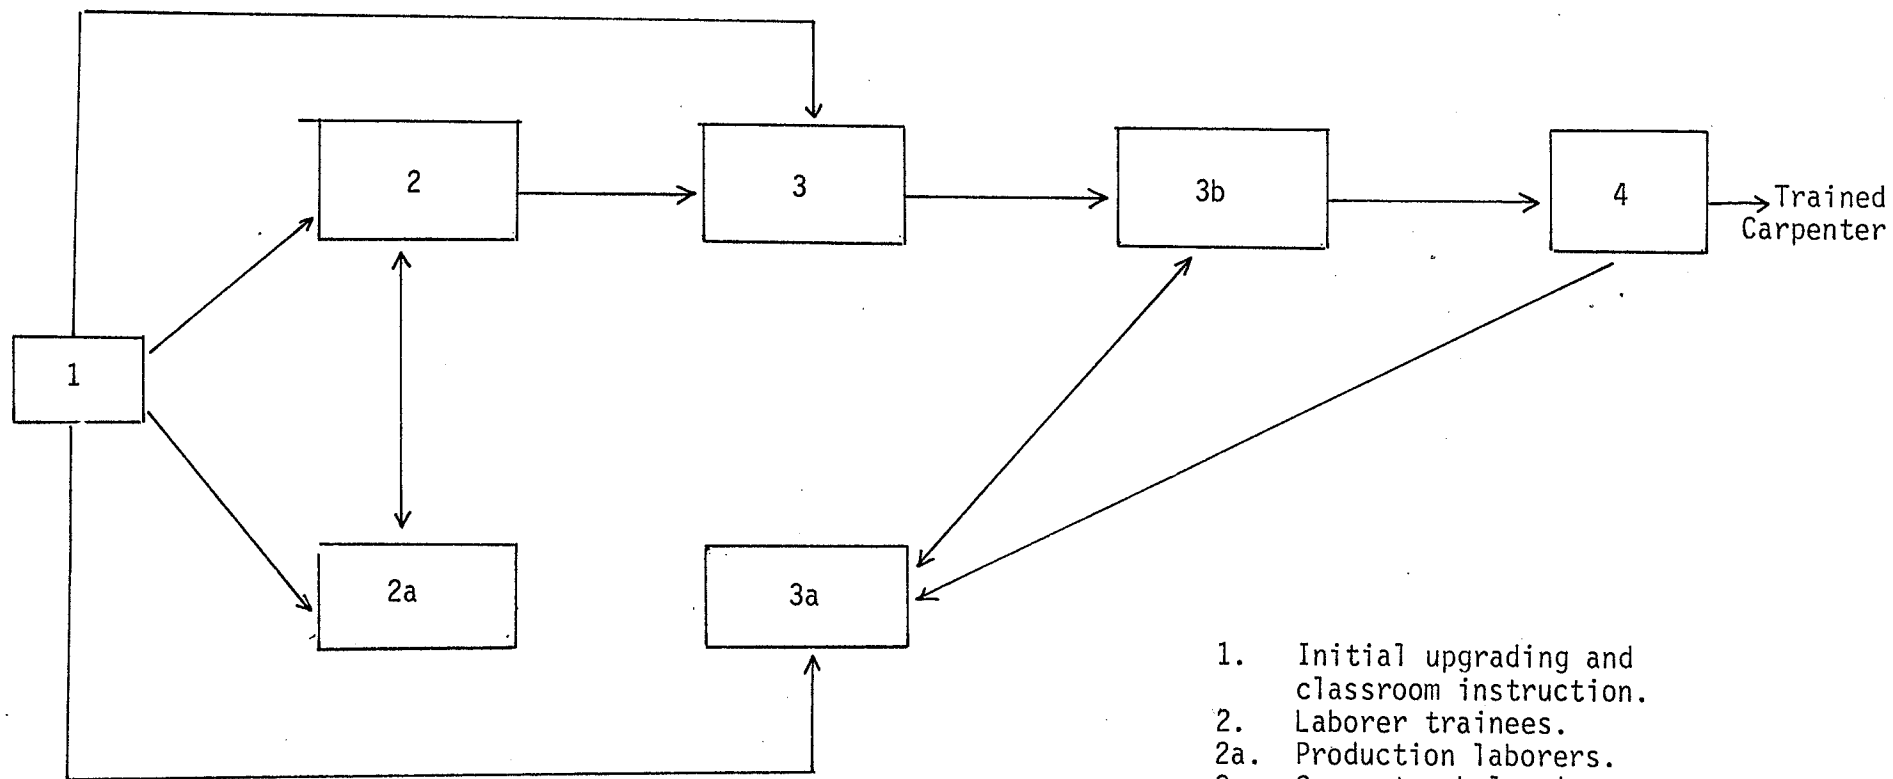 2
3
3b
4
Trained
Carpenter
1
2a
3a
1. Initial upgrading and
classroom instruction.
2. Laborer trainees.
2a. Production laborers.